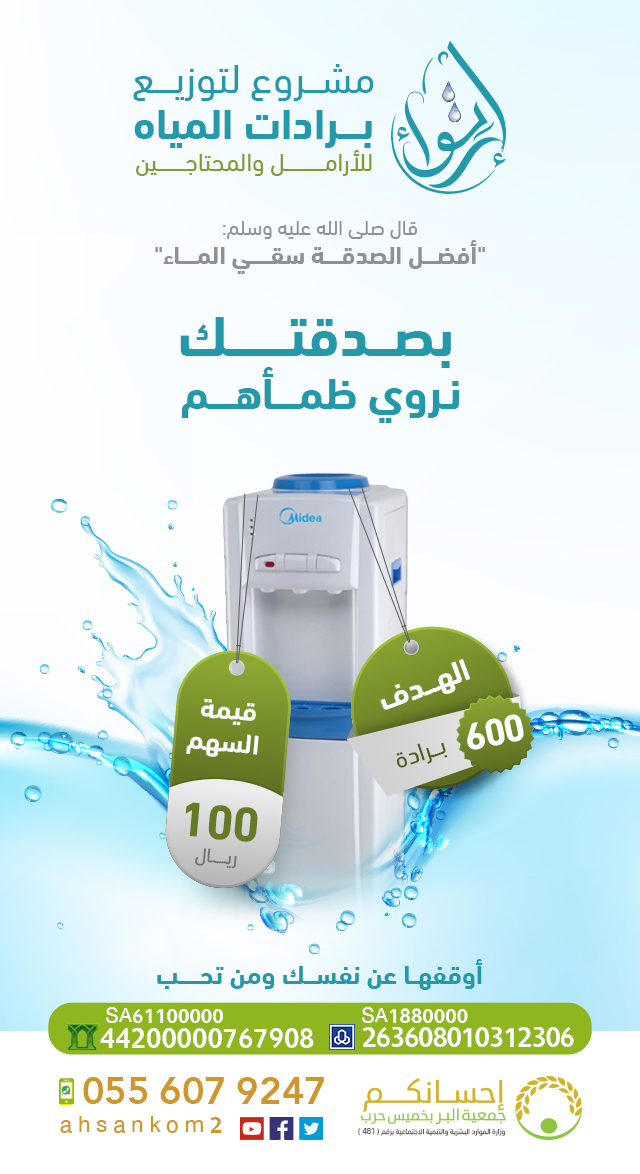 ارتواء
مشروع لتوزيع
برادات المياه
للأرامل والمحتاجين
قال صلى الله عليه وسلم:
"أفضل الصدقة سقي الماء"
بصدقتك
نروي ظمأهم
Midea
الهدف
600
برادة
قيمة
السهم
100
ريال
أوقفها عن نفسك ومن تحب
SA61100000
44200000767908
SA1880000
263608010312306
055 607 9247
ahsankom2
إحسانكم
جمعية البر بخميس حرب
وزارة الموارد البشرية والتنمية الاجتماعية برقم ( 481 )